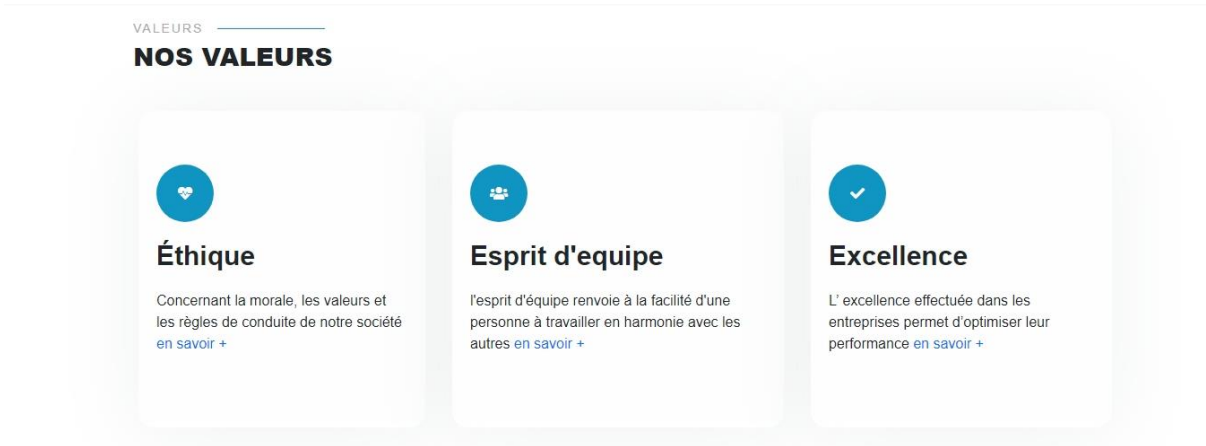 VALEURS
NOS VALEURS
Éthique
Concernant la morale, les valeurs et
les règles de conduite de notre société
en savoir +
Esprit d'equipe
l'esprit d'équipe renvoie à la facilité d'une
personne à travailler en harmonie avec les
autres en savoir +
Excellence
L’ excellence effectuée dans les
entreprises permet d’optimiser leur
performance en savoir +